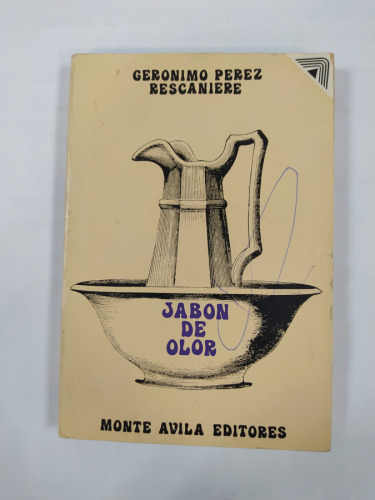 GERONIMO PEREZ
RESCANIERE
JABON
DE
OLOR
MONTE AVILA EDITORES